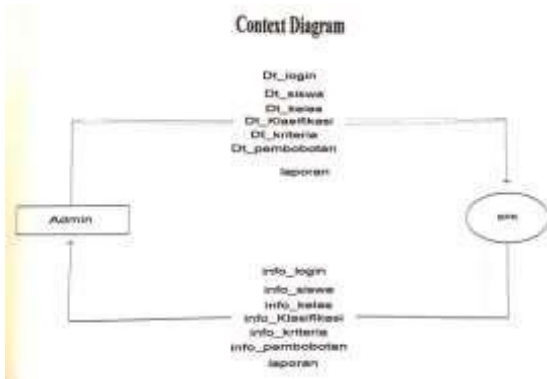 Context Diagram
Dt_login
Dt_siswa
Dt_kelas
Dt_Klasifikasi
Dt_kriteria
Dt_pembobotan
laporan
Admin
info_login
info_siswa
info_kelas
info_Klasifikasi
info_kriteria
info_pembobotan
laporan